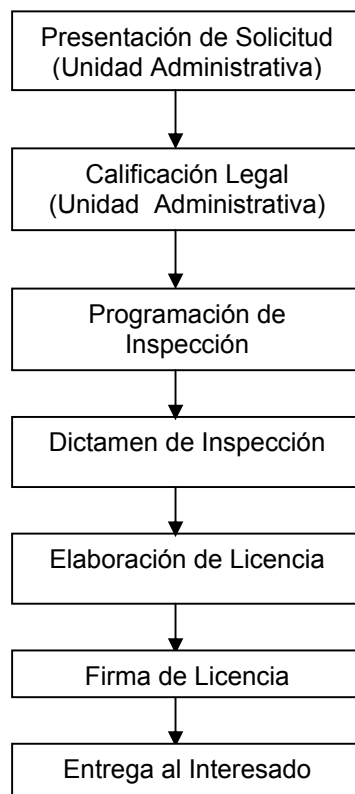 Presentación de Solicitud
(Unidad Administrativa)
Calificación Legal
(Unidad Administrativa)
Programación de
Inspección
Dictamen de Inspección
Elaboración de Licencia
Firma de Licencia
Entrega al Interesado